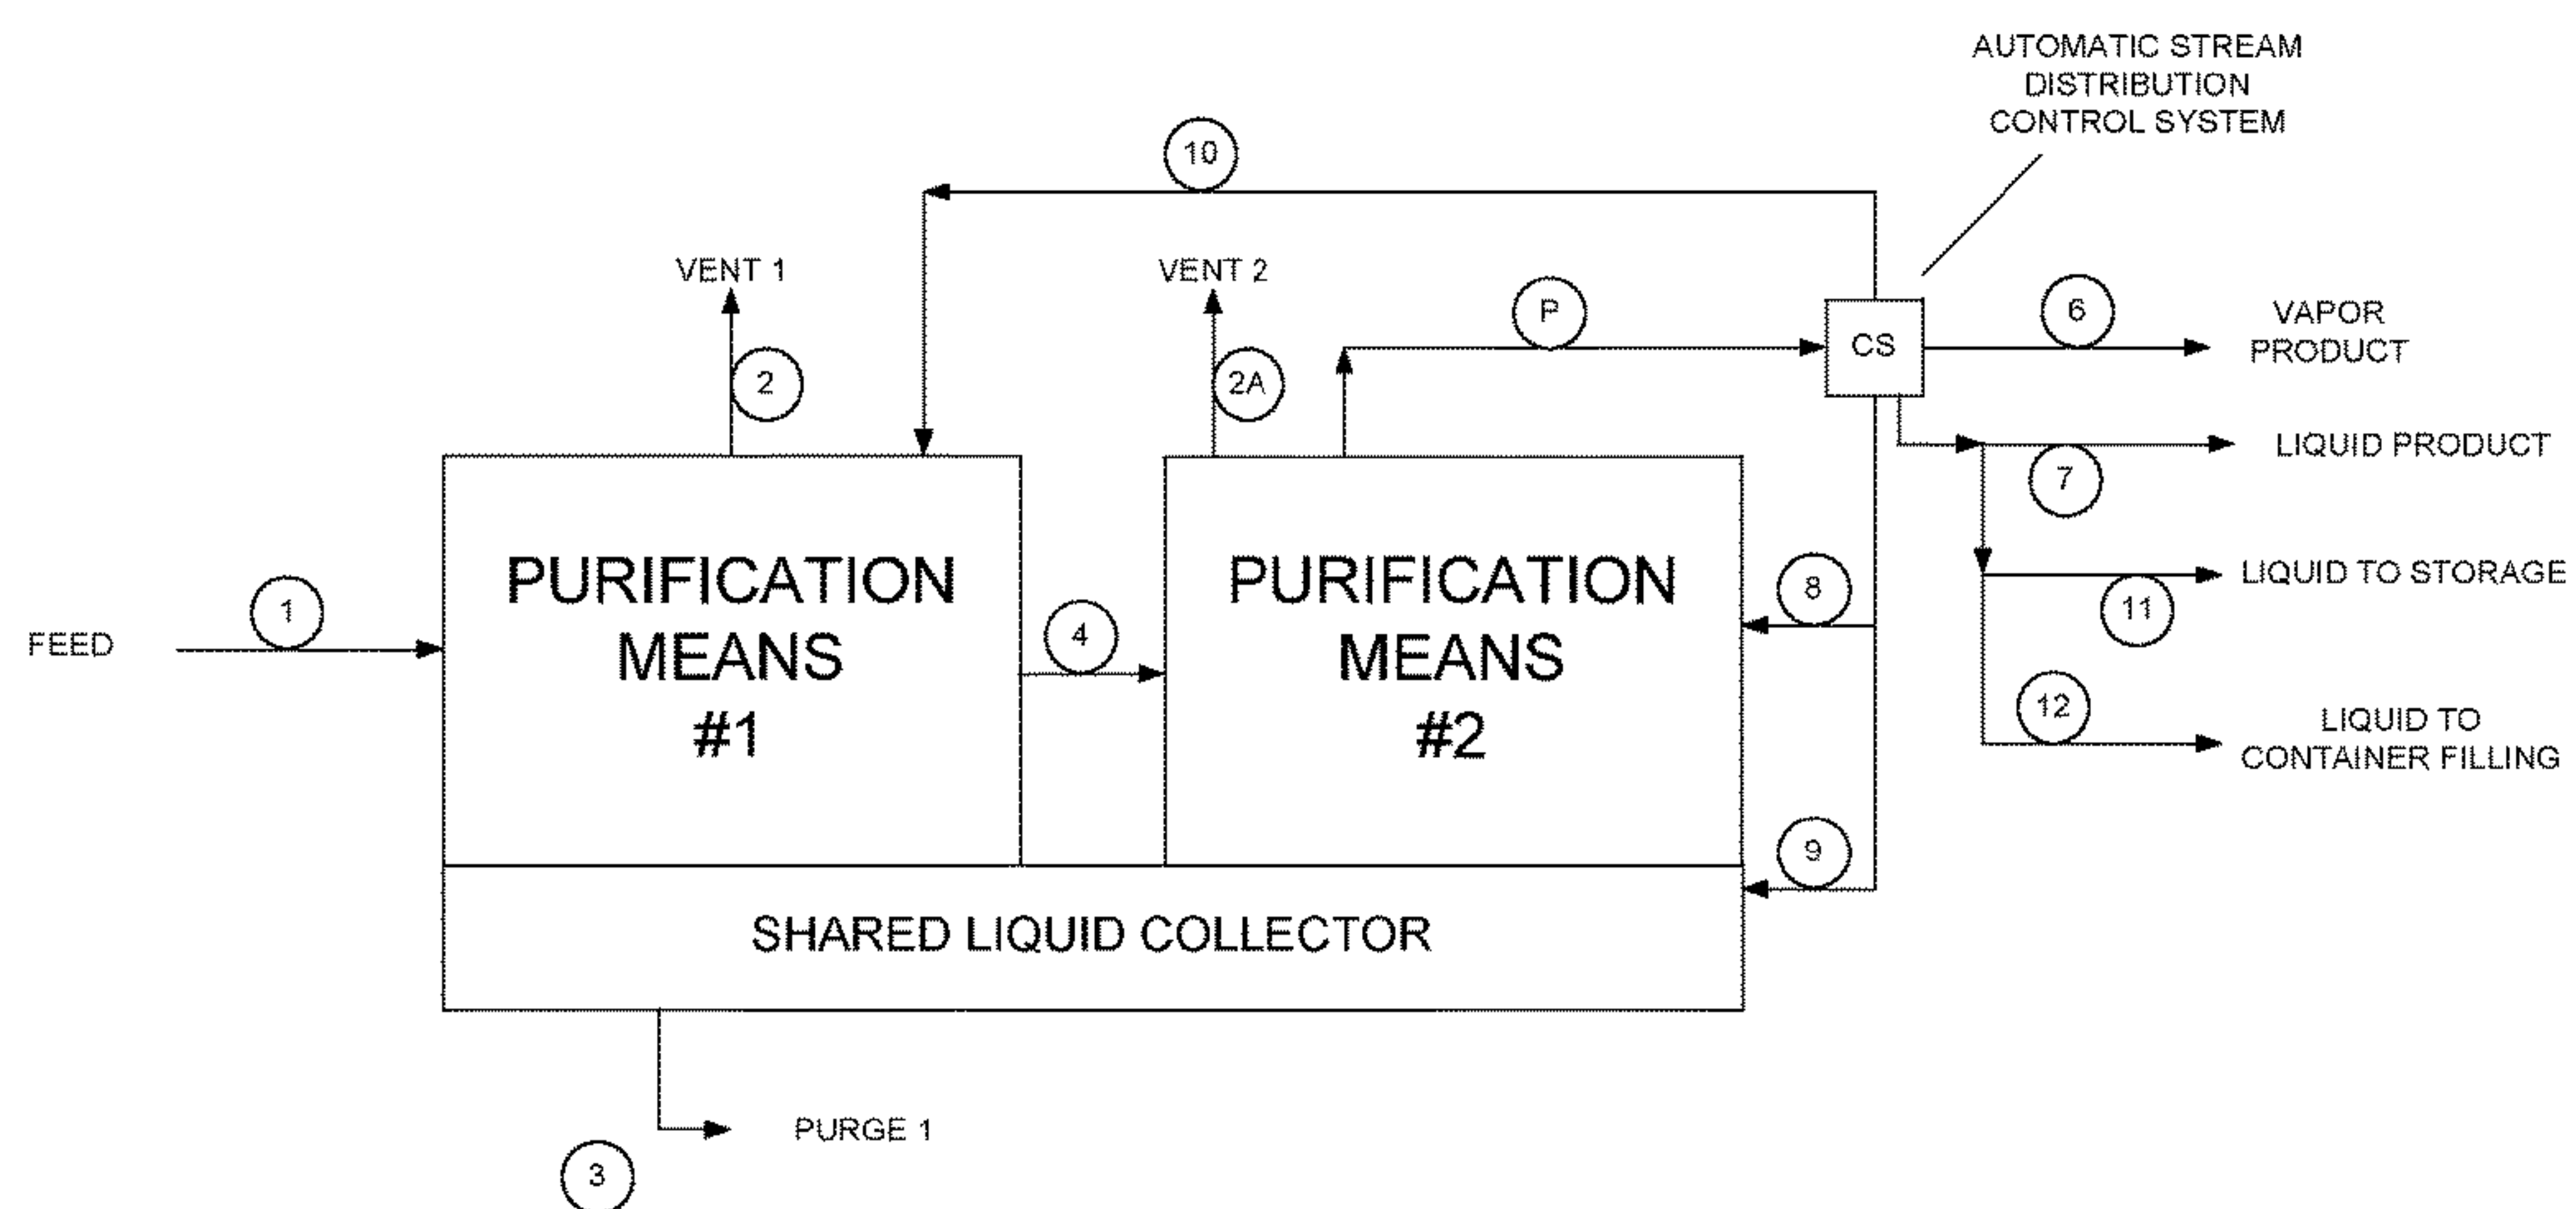 AUTOMATIC STREAM
DISTRIBUTION
CONTROL SYSTEM
10
VENT 1
VENT 2
2
2A
P
CS
6
VAPOR
PRODUCT
LIQUID PRODUCT
7
FEED
1
PURIFICATION
MEANS
#1
4
PURIFICATION
MEANS
#2
8
LIQUID TO STORAGE
11
12
LIQUID TO
CONTAINER FILLING
9
SHARED LIQUID COLLECTOR
PURGE 1
3